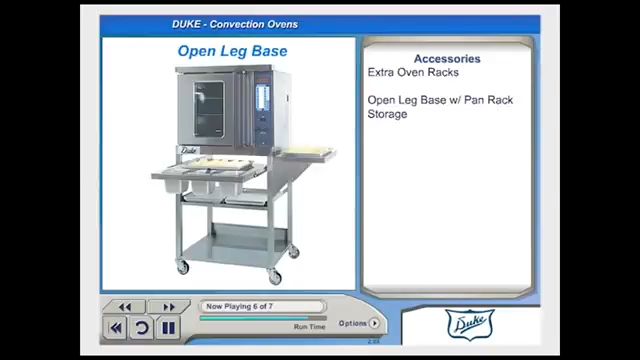 DUKE - Convection Ovens
Open Leg Base
Duke
Accessories
Extra Oven Racks
Open Leg Base w/ Pan Rack
Storage
Now Playing 6 of 7
Run Time
Options
Duke